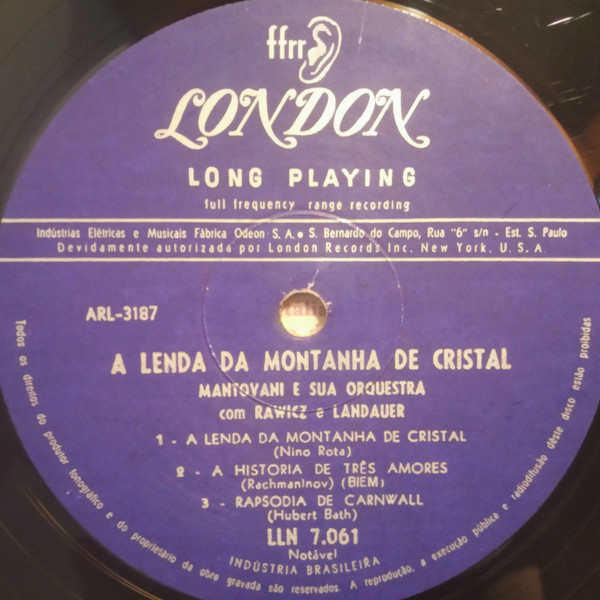 ffrr
LONDON
LONG PLAYING
full frequency range recording
Indústrias Elétricas e Musicais Fábrica Odeon S.A. • S. Bernardo do Campo, Rua "6" s/n - Est. S. Paulo
Devidamente autorizada por London Records Inc. New York. U. S. A.
ARL-3187
A LENDA DA MONTANHA DE CRISTAL
MANTOVANI E SUA ORQUESTRA
com RAWICZ e LANDAUER
1 - A LENDA DA MONTANHA DE CRISTAL
(Nino Rota)
2 - A HISTORIA DE TRÊS AMORES
(Rachmaninov) (BIEM)
3 - RAPSODIA DE CARNWALL
(Hubert Bath)
LLN 7.061
Notável
INDÚSTRIA BRASILEIRA
Todos os direitos do produtor fonográfico e do proprietário da obra gravada são reservados. A reprodução, a execução pública e radiodifusão dêste disco estão proibidas